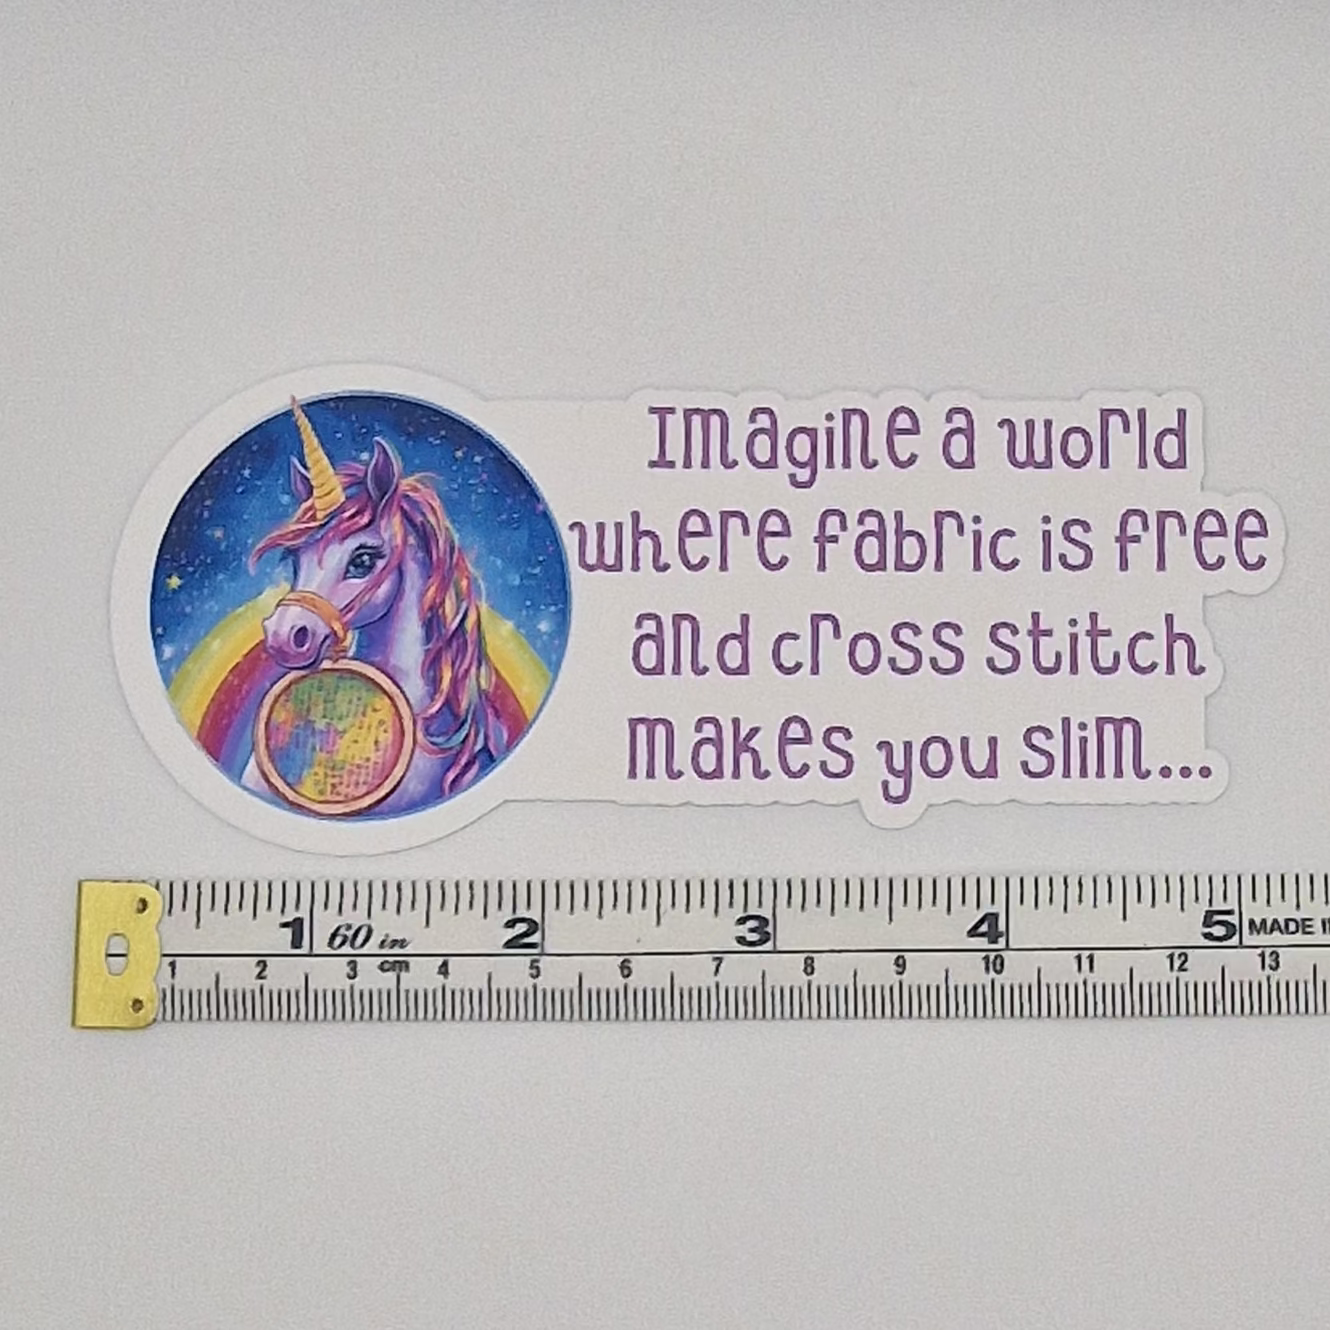 Imagine a world
where fabric is free
and cross stitch
makes you slim...
1 60 in 2 3 4 5 MADE
1 2 3 cm 4 5 6 7 8 9 10 11 12 13